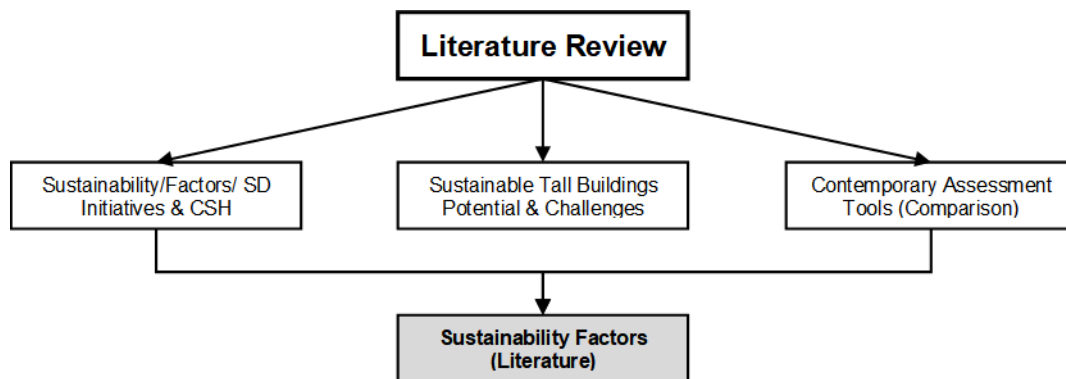 Literature Review
Sustainability/Factors/ SD
Initiatives & CSH
Sustainable Tall Buildings
Potential & Challenges
Contemporary Assessment
Tools (Comparison)
Sustainability Factors
(Literature)